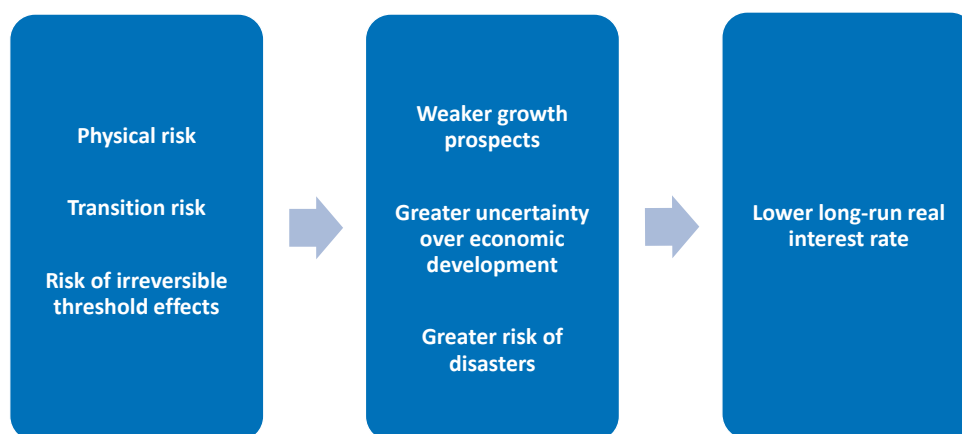 Physical risk
Transition risk
Risk of irreversible
threshold effects
Weaker growth
prospects
Greater uncertainty
over economic
development
Greater risk of
disasters
Lower long-run real
interest rate